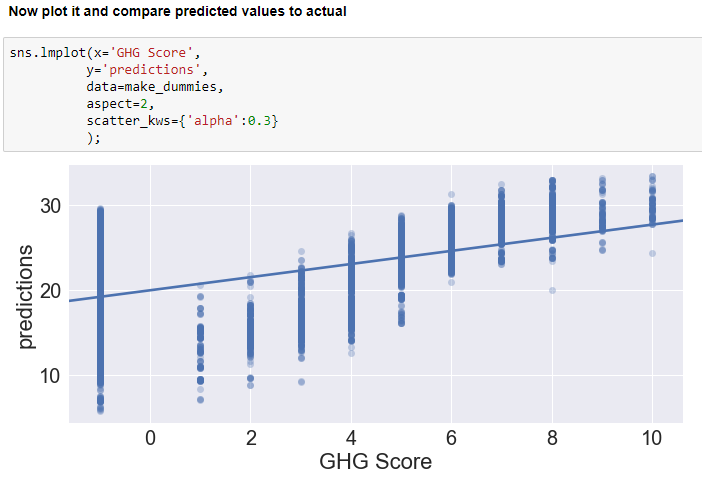 Now plot it and compare predicted values to actual
sns.lmplot(x='GHG Score',
y='predictions',
data=make_dummies,
aspect=2,
scatter_kws={'alpha':0.3}
);
30
20
10
predictions
0 2 4 6 8 10
GHG Score